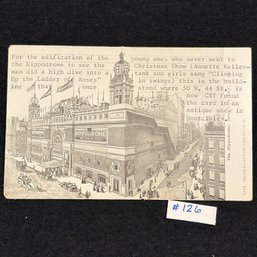 For the edification of the young ones who never went to
the Hippodrome to see the Christmas Show (Annette Keller-
man did a high dive into a tank and girls sang "Climbing
Up the Ladder of Roses" in swings) this is the build-
ing that once stood where 50 W. 44 St. is
now CSY found
the card in an
antique show in
Montclair.
HIPPODROME
The Hippodrome,
#126